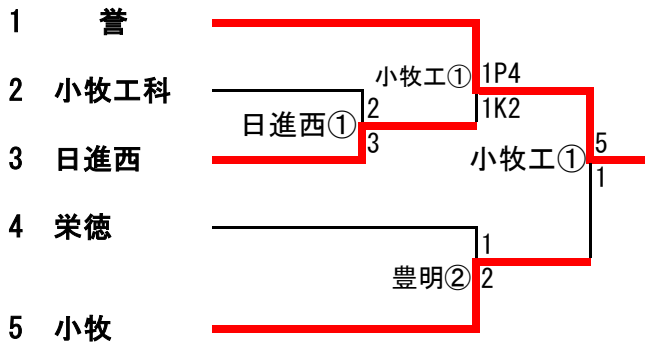 1 誉
小牧工① 1P4
2 小牧工科
1K2
日進西① 2
3
3 日進西
小牧工① 5
1
4 栄徳
1
豊明② 2
5 小牧